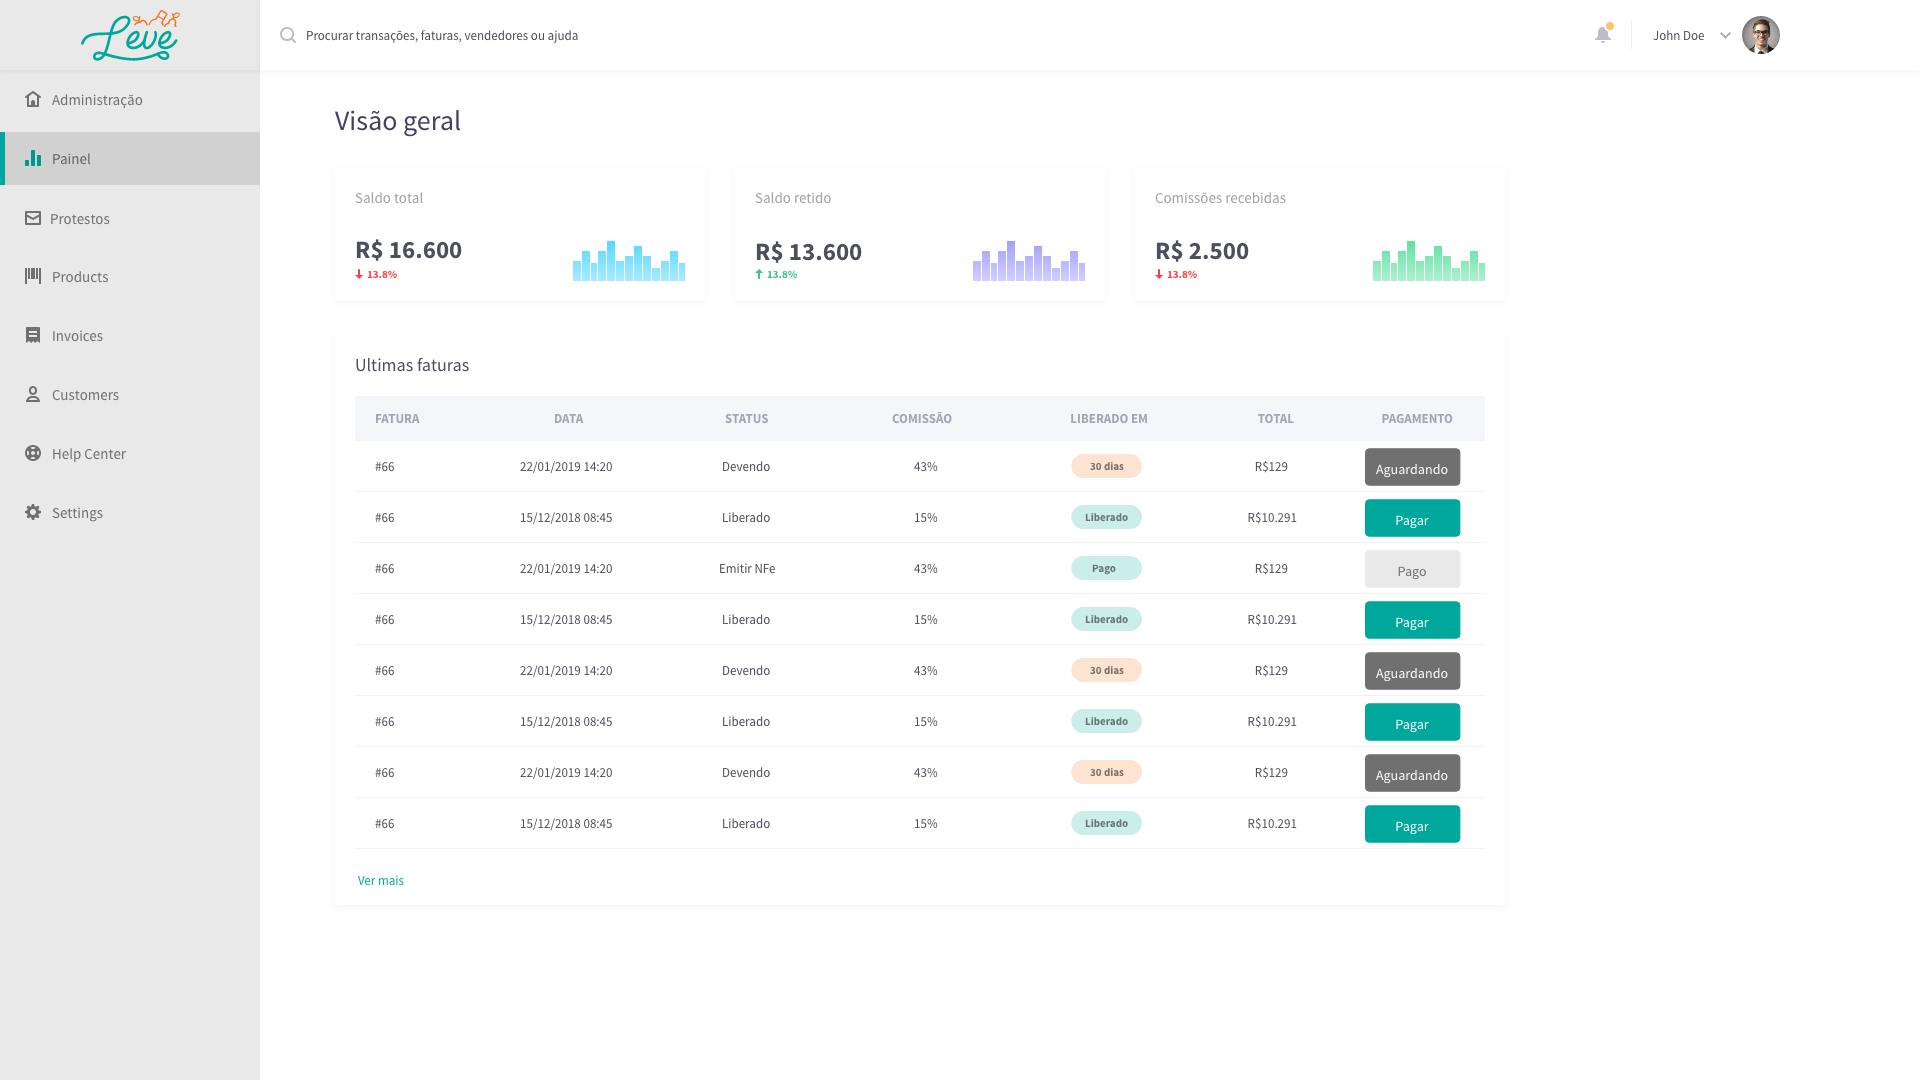 Leve
Procurar transações, faturas, vendedores ou ajuda
John Doe
Administração
Painel
Protestos
Products
Invoices
Customers
Help Center
Settings
Visão geral
Saldo total
R$ 16.600
13.8%
Saldo retido
R$ 13.600
13.8%
Comissões recebidas
R$ 2.500
13.8%
Ultimas faturas
FATURA DATA STATUS COMISSÃO LIBERADO EM TOTAL PAGAMENTO
#66 22/01/2019 14:20 Devendo 43% 30 dias R$129 Aguardando
#66 15/12/2018 08:45 Liberado 15% Liberado R$10.291 Pagar
#66 22/01/2019 14:20 Emitir NFe 43% Pago R$129 Pago
#66 15/12/2018 08:45 Liberado 15% Liberado R$10.291 Pagar
#66 22/01/2019 14:20 Devendo 43% 30 dias R$129 Aguardando
#66 15/12/2018 08:45 Liberado 15% Liberado R$10.291 Pagar
#66 22/01/2019 14:20 Devendo 43% 30 dias R$129 Aguardando
#66 15/12/2018 08:45 Liberado 15% Liberado R$10.291 Pagar
Ver mais